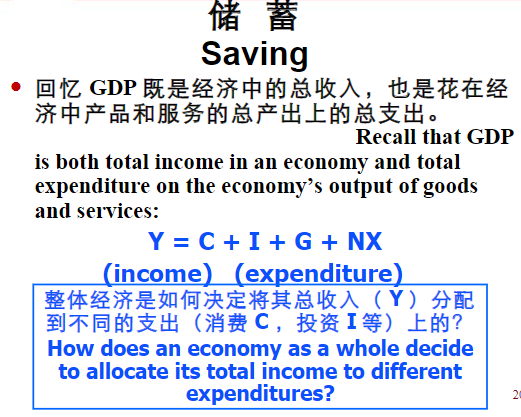 储 蓄
Saving
• 回忆 GDP 既是经济中的总收入，也是花在经
济中产品和服务的总产出上的总支出。
Recall that GDP
is both total income in an economy and total
expenditure on the economy's output of goods
and services:
Y = C + I + G + NX
(income) (expenditure)
整体经济是如何决定将其总收入（Y）分配
到不同的支出（消费 C，投资 I 等）上的?
How does an economy as a whole decide
to allocate its total income to different
expenditures?